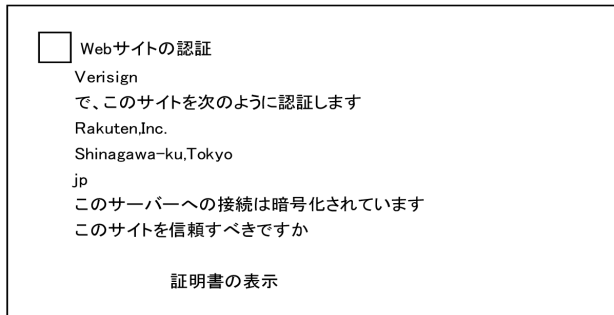 Webサイトの認証
Verisign
で、このサイトを次のように認証します
Rakuten,Inc.
Shinagawa-ku,Tokyo
jp
このサーバーへの接続は暗号化されています
このサイトを信頼すべきですか
証明書の表示